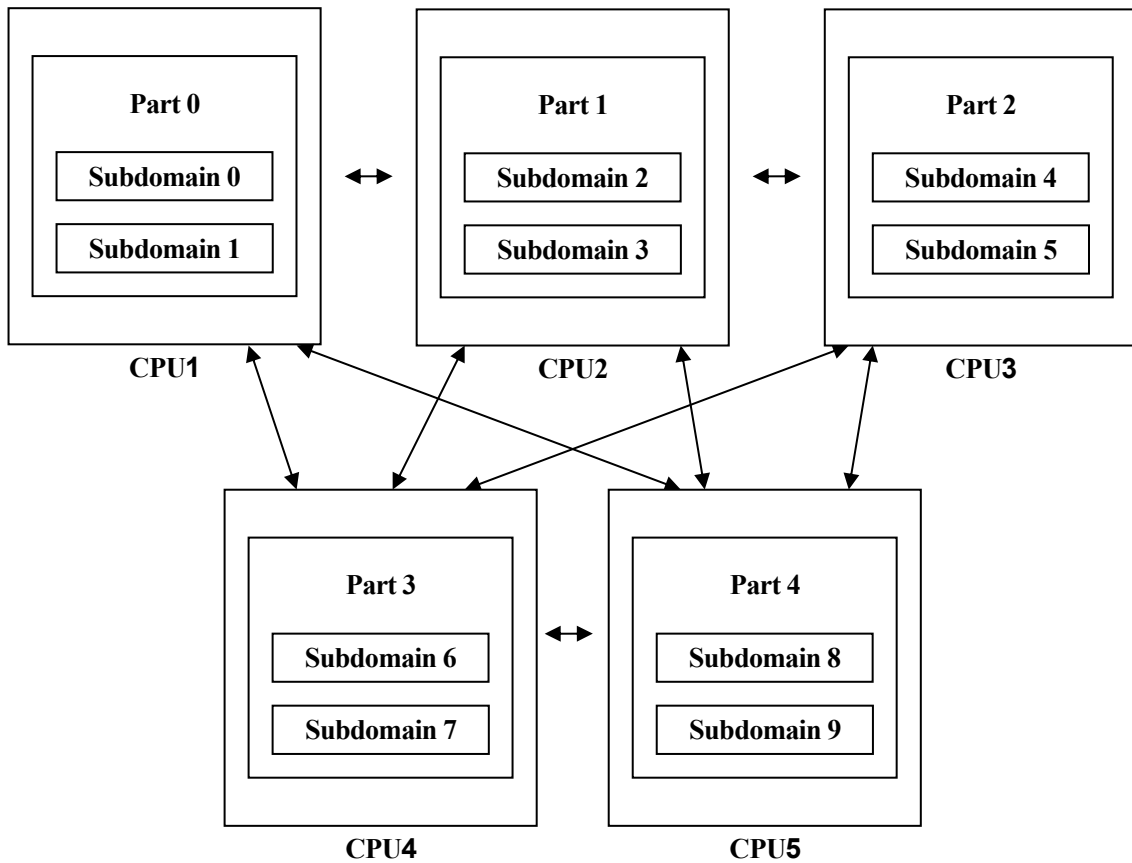 Part 0
Subdomain 0
Subdomain 1
CPU1
Part 1
Subdomain 2
Subdomain 3
CPU2
Part 2
Subdomain 4
Subdomain 5
CPU3
Part 3
Subdomain 6
Subdomain 7
CPU4
Part 4
Subdomain 8
Subdomain 9
CPU5